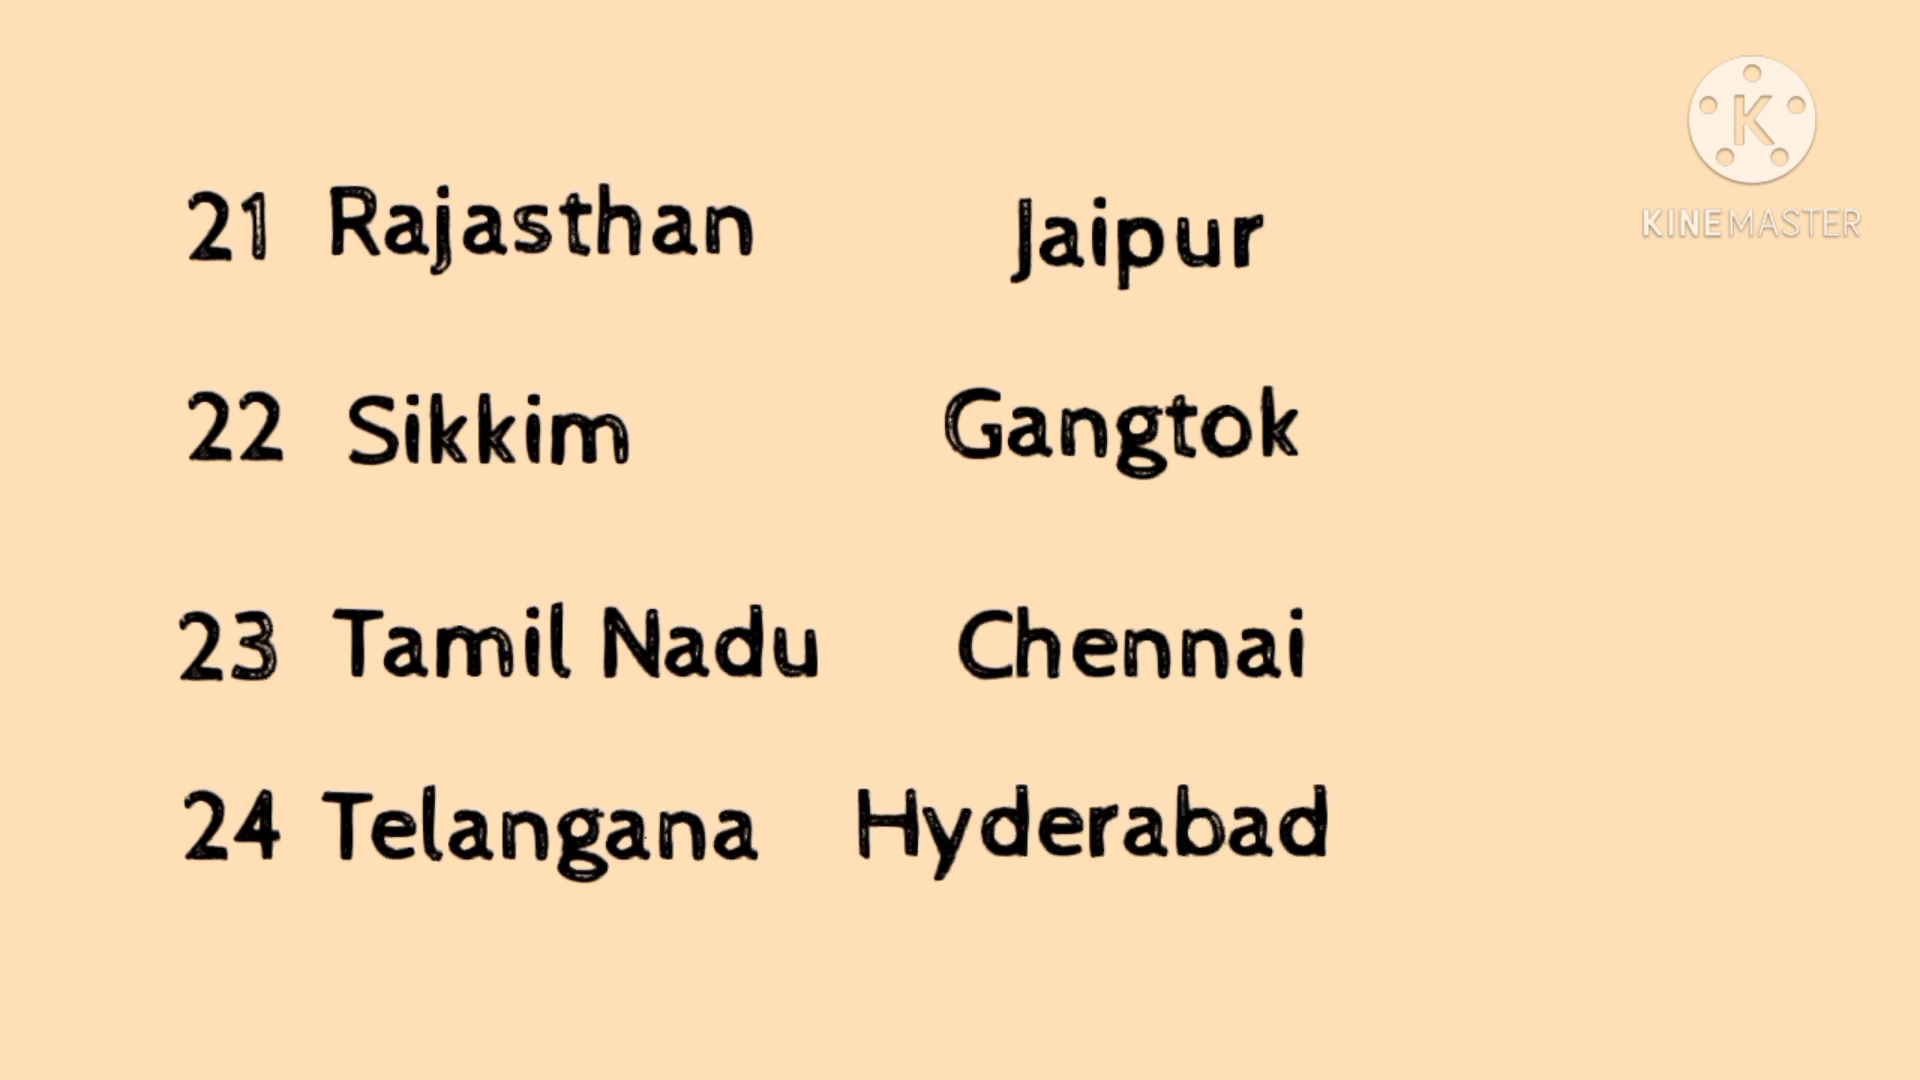 21 Rajasthan Jaipur
K
KINEMASTER
22 Sikkim Gangtok
23 Tamil Nadu Chennai
24 Telangana Hyderabad